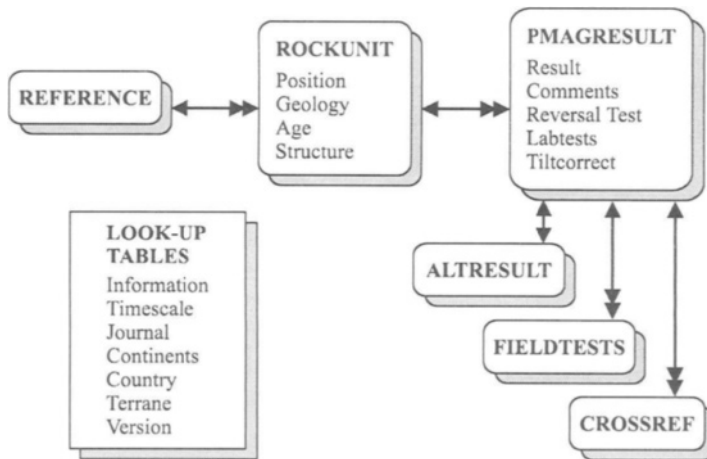 REFERENCE
ROCKUNIT
Position
Geology
Age
Structure
PMAGRESULT
Result
Comments
Reversal Test
Labtests
Tiltcorrect
LOOK-UP
TABLES
Information
Timescale
Journal
Continents
Country
Terrane
Version
ALTRESULT
FIELDTESTS
CROSSREF